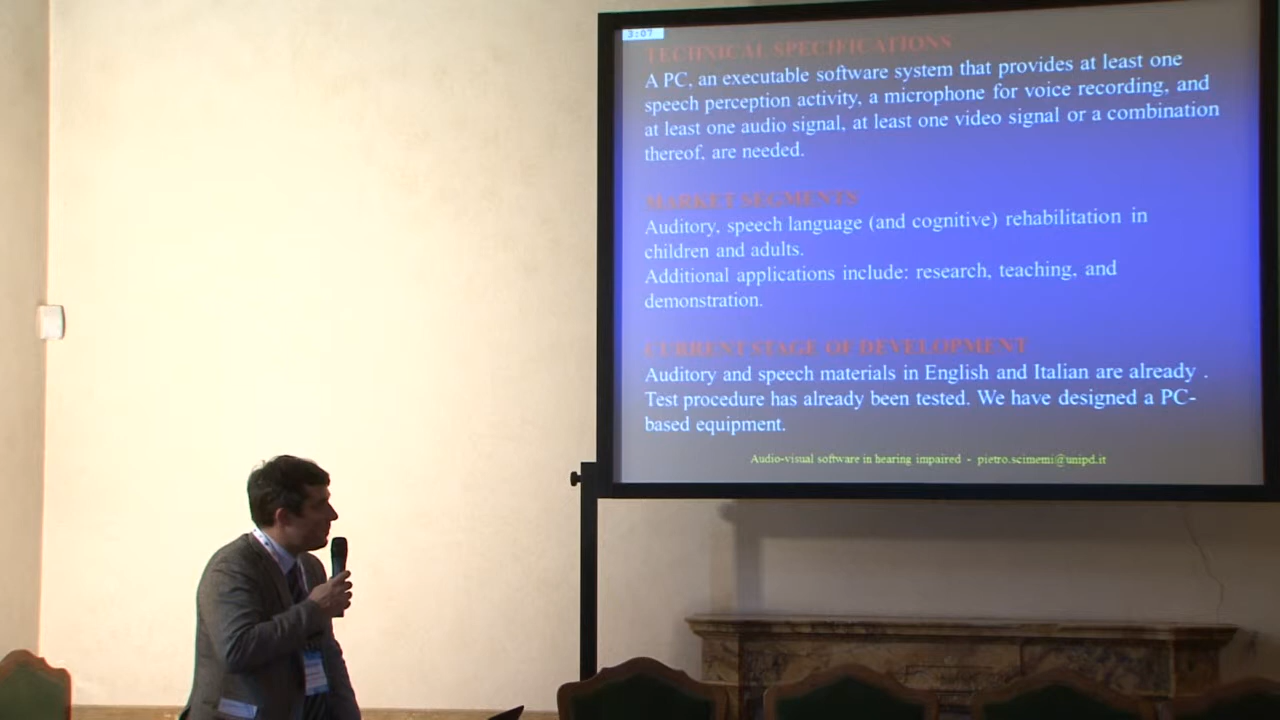 3:07
TECHNICAL SPECIFICATIONS
A PC, an executable software system that provides at least one
speech perception activity, a microphone for voice recording, and
at least one audio signal, at least one video signal or a combination
thereof, are needed.
MARKET SEGMENTS
Auditory, speech language (and cognitive) rehabilitation in
children and adults.
Additional applications include: research, teaching, and
demonstration.
CURRENT STAGE OF DEVELOPMENT
Auditory and speech materials in English and Italian are already .
Test procedure has already been tested. We have designed a PC-
based equipment.
Audio-visual software in hearing impaired - pietro.scimemi@unipd.it